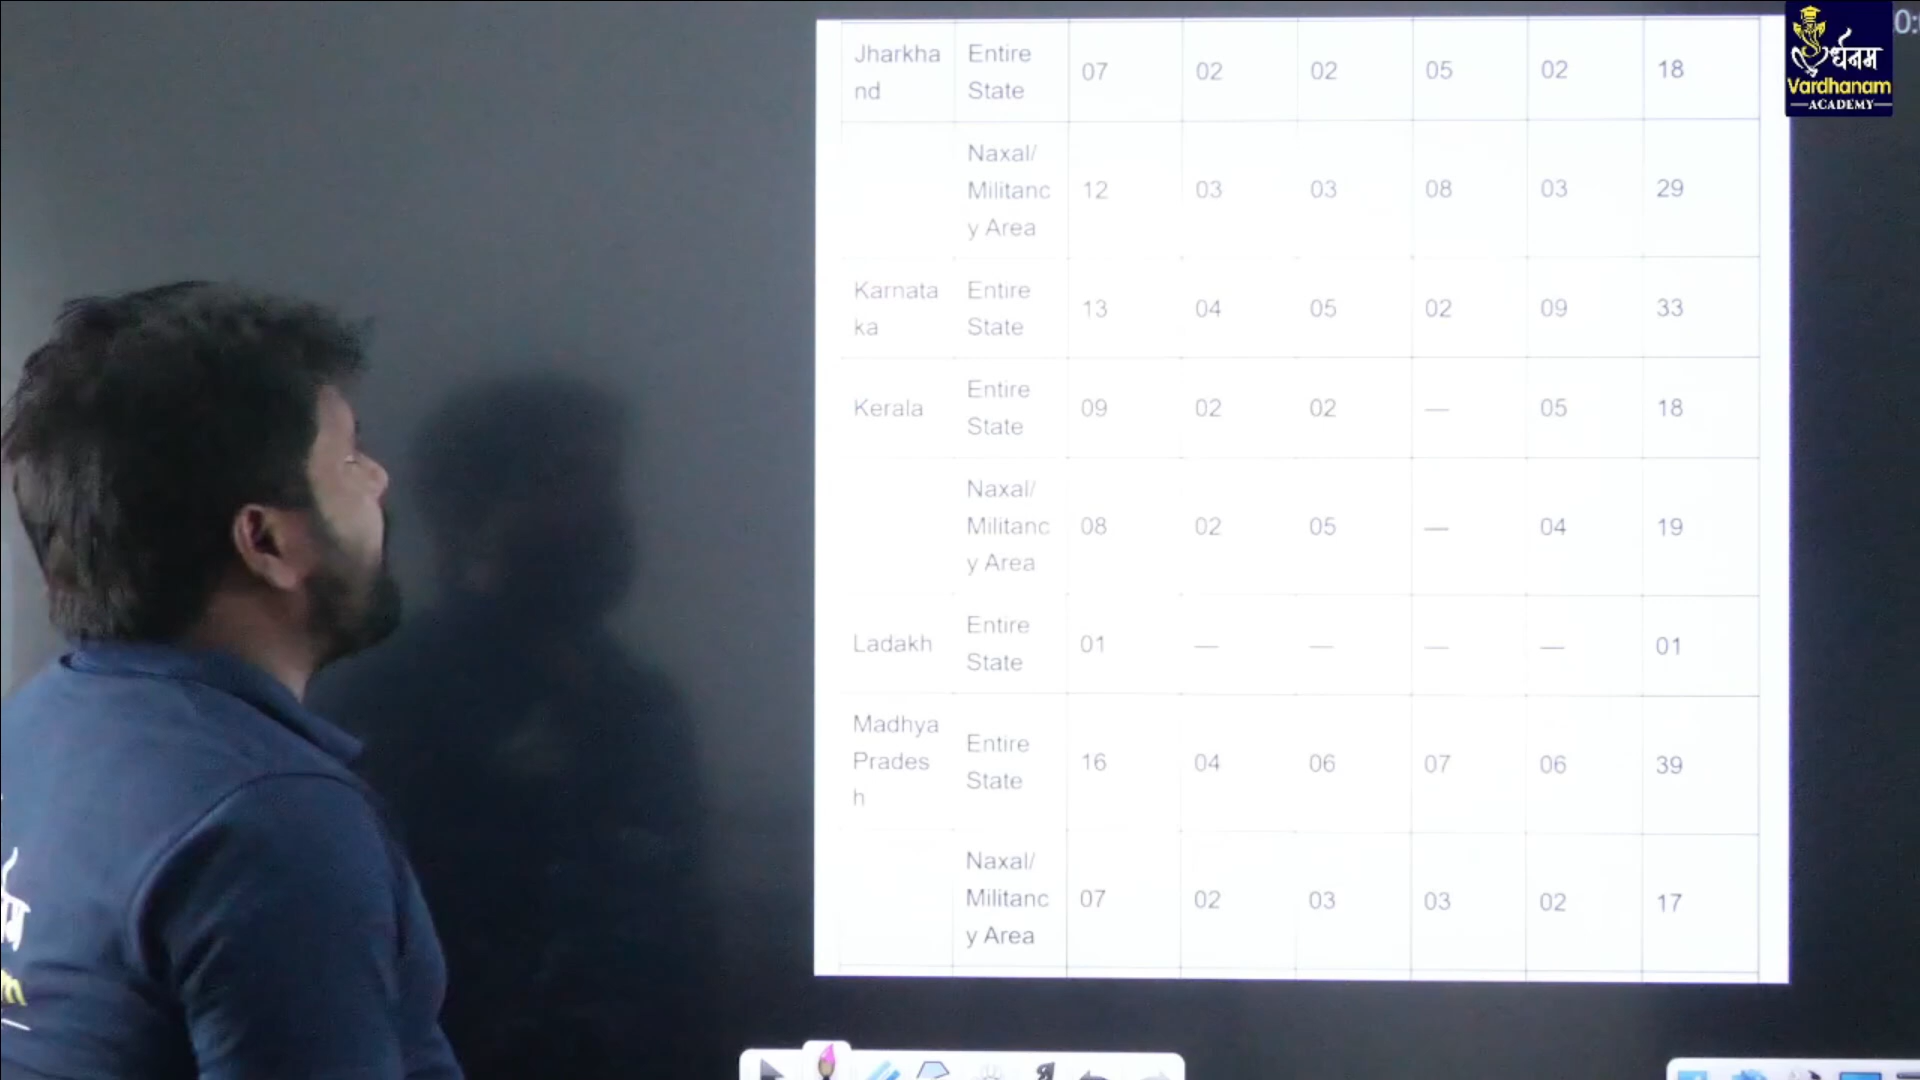 Jharkha
nd
Entire
State
07 02 02 05 02 18
Naxal/
Militanc
y Area
12 03 03 08 03 29
Karnata
ka
Entire
State
13 04 05 02 09 33
Kerala
Entire
State
09 02 02 — 05 18
Naxal/
Militanc
y Area
08 02 05 — 04 19
Ladakh
Entire
State
01 — — — — 01
Madhya
Prades
h
Entire
State
16 04 06 07 06 39
Naxal/
Militanc
y Area
07 02 03 03 02 17
र्धनम
Vardhanam
ACADEMY